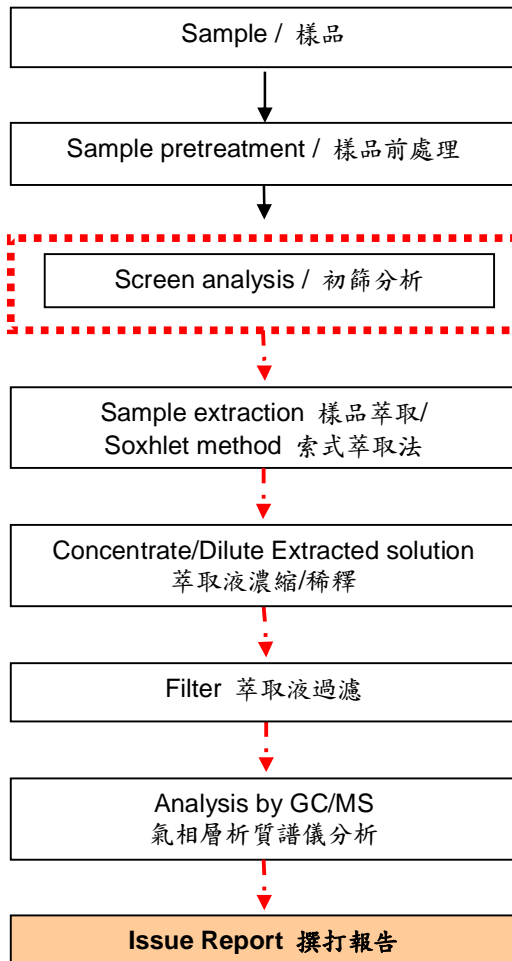 Sample / 樣品
Sample pretreatment / 樣品前處理
Screen analysis / 初篩分析
Sample extraction 樣品萃取/
Soxhlet method 索式萃取法
Concentrate/Dilute Extracted solution
萃取液濃縮/稀釋
Filter 萃取液過濾
Analysis by GC/MS
氣相層析質譜儀分析
Issue Report 撰打報告